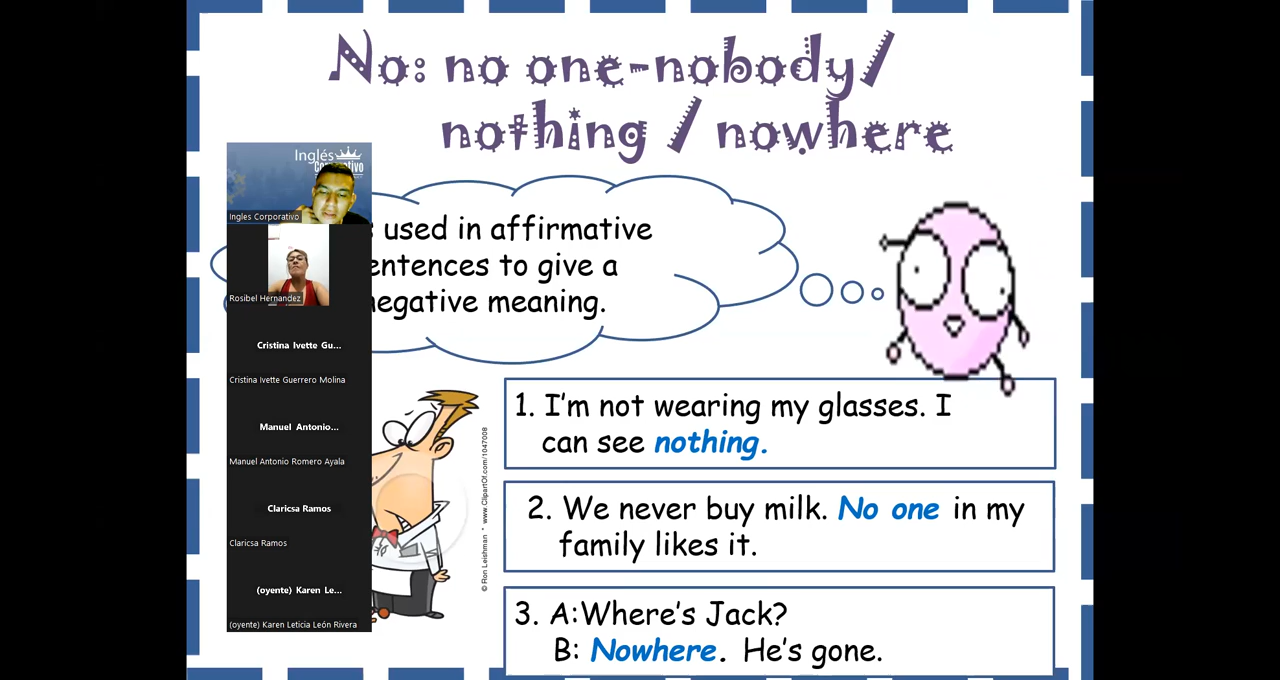 No: no one-nobody/
nothing / nowhere
Inglés
Corporativo
Ingles Corporativo
used in affirmative
entences to give a
negative meaning.
Rosibel Hernandez
Cristina Ivette Gu...
Cristina Ivette Guerrero Molina
Manuel Antonio...
Manuel Antonio Romero Ayala
Claricsa Ramos
Claricsa Ramos
(oyente) Karen Le...
(oyente) Karen Leticia León Rivera
© Ron Leishman * www.ClipartOf.com/1047008
1. I'm not wearing my glasses. I
can see nothing.
2. We never buy milk. No one in my
family likes it.
3. A:Where's Jack?
B: Nowhere. He's gone.